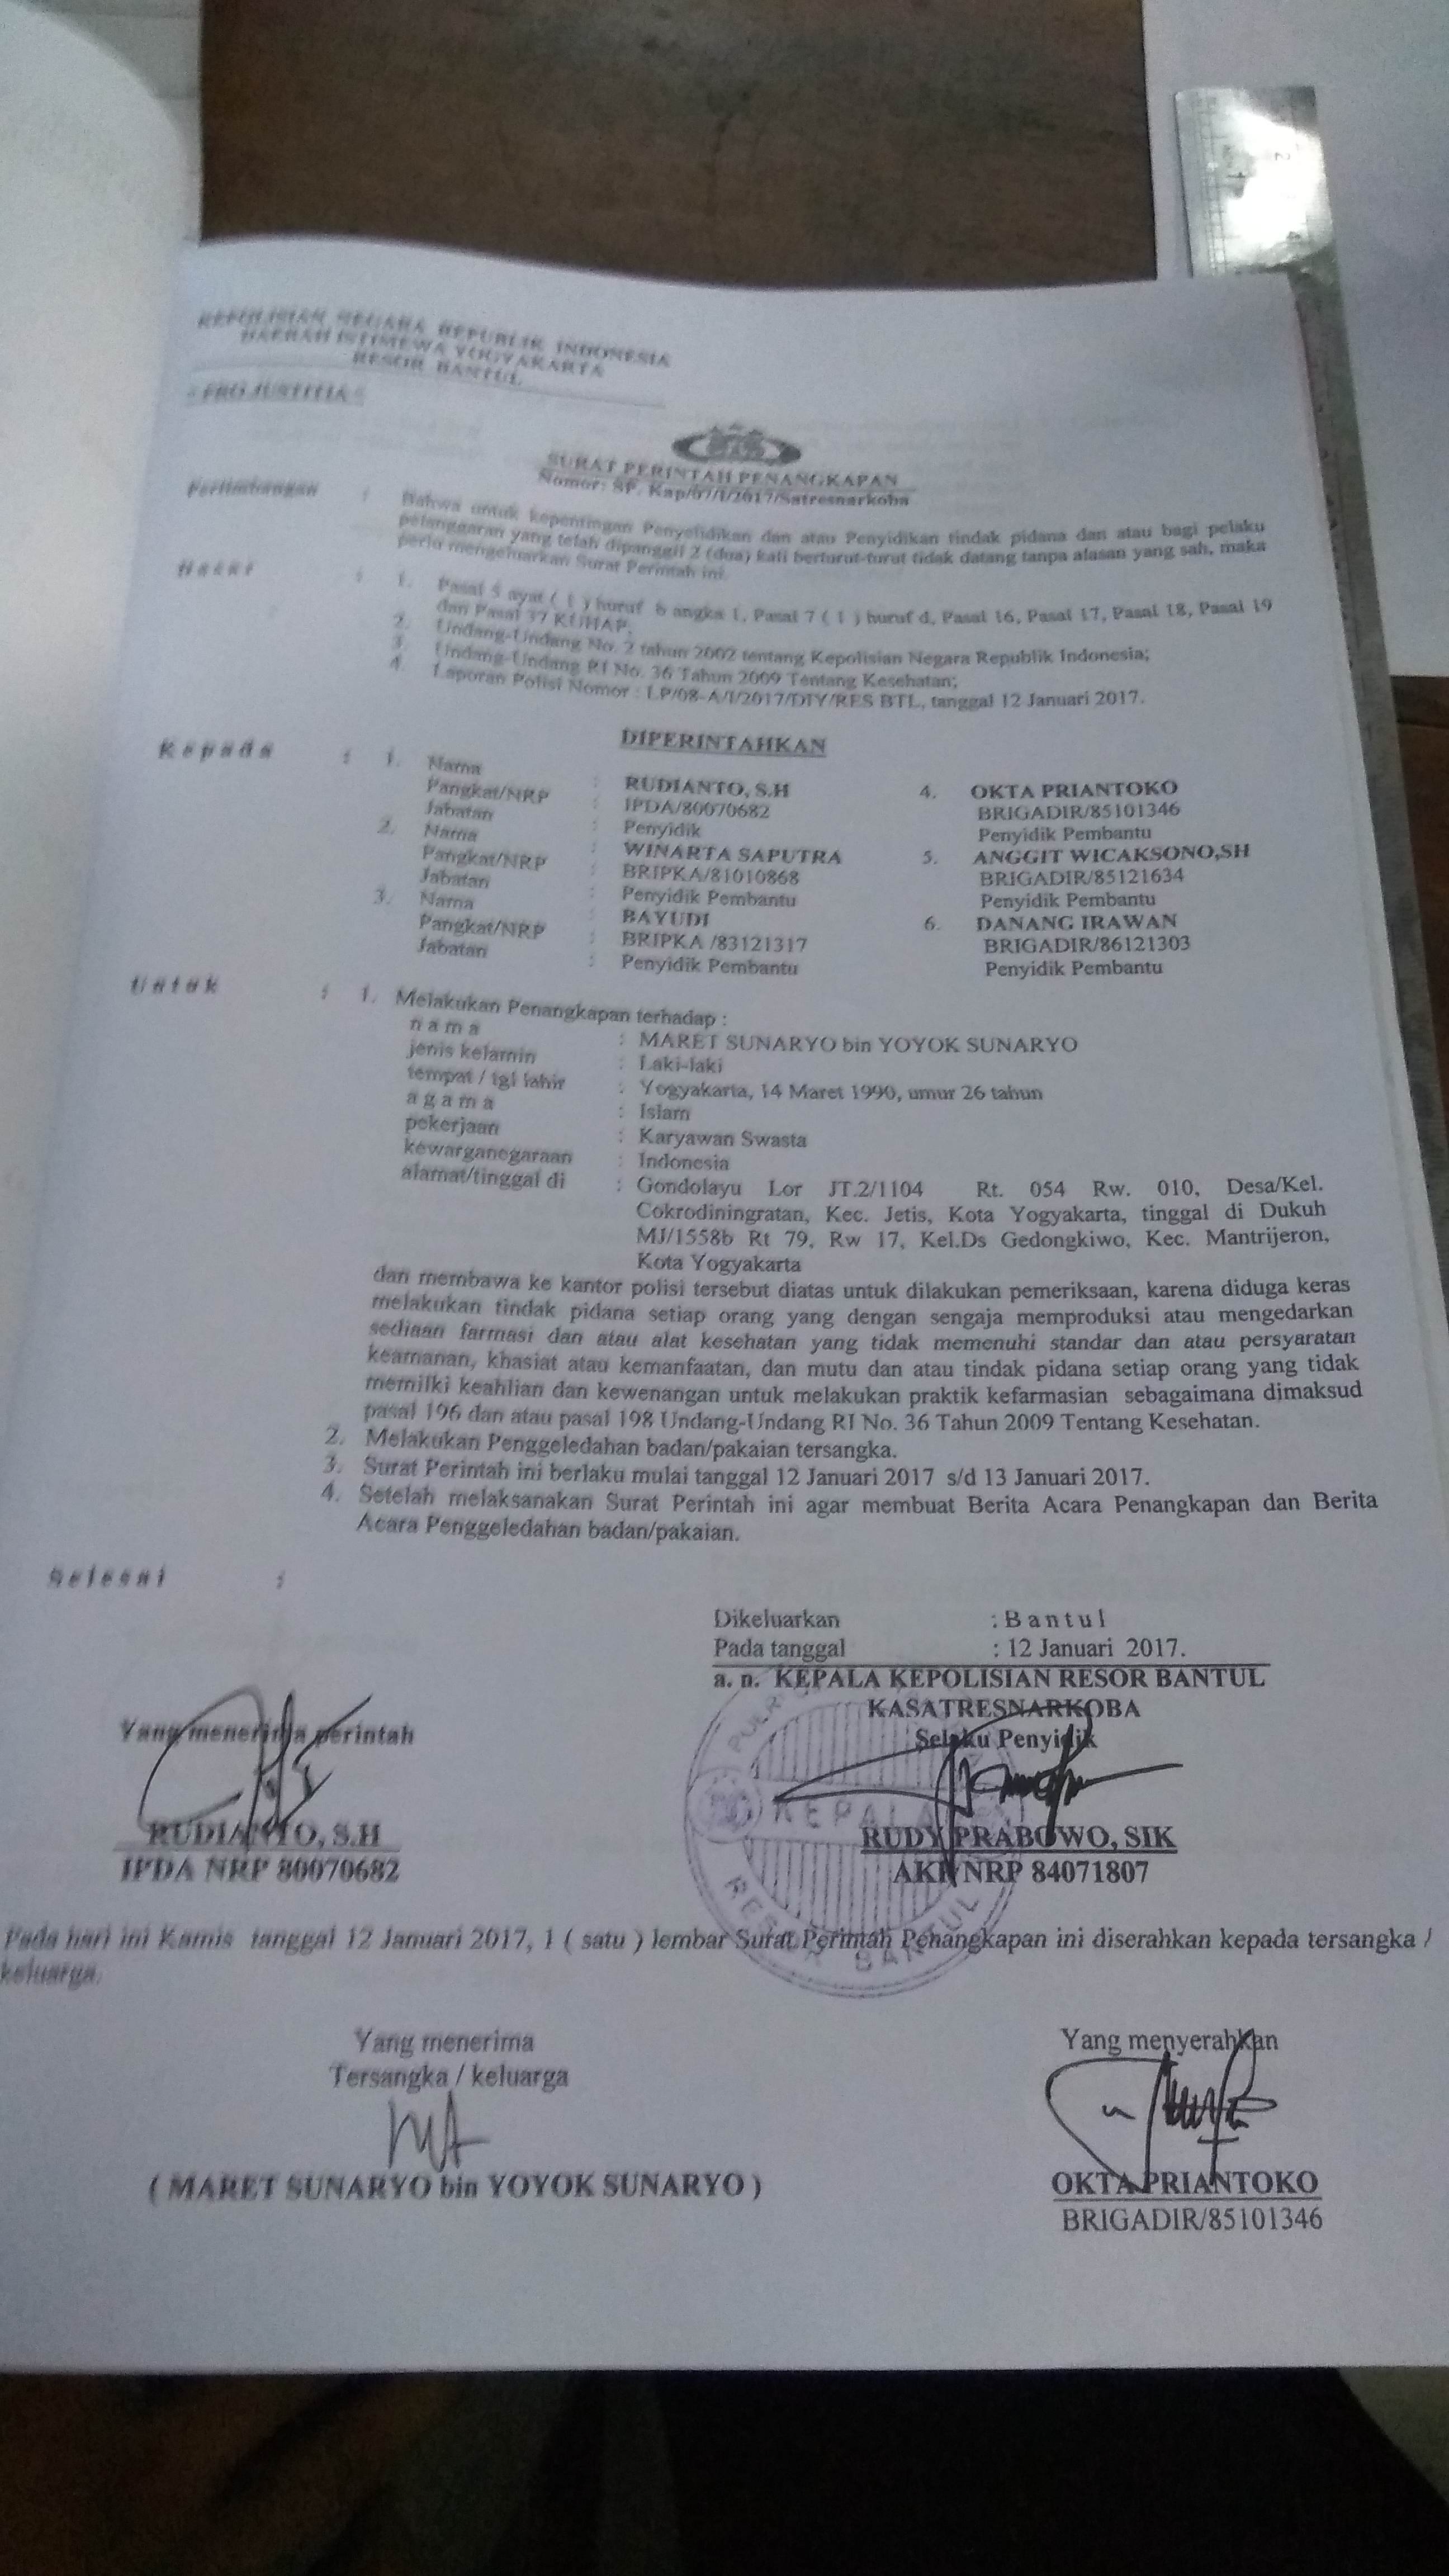 KEPOLISIAN NEGARA REPUBLIK INDONESIA
DAERAH ISTIMEWA YOGYAKARTA
RESOR BANTUL
" PRO JUSTITIA "
SURAT PERINTAH PENANGKAPAN
Nomor: SP. Kap/07/I/2017/Satresnarkoba
Pertimbangan : Bahwa untuk kepentingan Penyelidikan dan atau Penyidikan tindak pidana dan atau bagi pelaku
pelanggaran yang telah dipanggil 2 (dua) kali berturut-turut tidak datang tanpa alasan yang sah, maka
perlu mengeluarkan Surat Perintah ini.
: 1. Pasal 5 ayat ( 1 ) huruf b angka 1, Pasal 7 ( 1 ) huruf d, Pasal 16, Pasal 17, Pasal 18, Pasal 19
dan Pasal 37 KUHAP;
2. Undang-Undang No. 2 tahun 2002 tentang Kepolisian Negara Republik Indonesia;
3. Undang-Undang RI No. 36 Tahun 2009 Tentang Kesehatan;
4. Laporan Polisi Nomor : LP/08-A/I/2017/DIY/RES BTL, tanggal 12 Januari 2017.
DIPERINTAHKAN
Kepada : 1. Nama : RUDIANTO, S.H 4. OKTA PRIANTOKO
Pangkat/NRP : IPDA/80070682 BRIGADIR/85101346
Jabatan : Penyidik Penyidik Pembantu
2. Nama : WINARTA SAPUTRA 5. ANGGIT WICAKSONO,SH
Pangkat/NRP : BRIPKA/81010868 BRIGADIR/85121634
Jabatan : Penyidik Pembantu Penyidik Pembantu
3. Nama : BAYUDI 6. DANANG IRAWAN
Pangkat/NRP : BRIPKA /83121317 BRIGADIR/86121303
Jabatan : Penyidik Pembantu Penyidik Pembantu
Untuk : 1. Melakukan Penangkapan terhadap :
n a m a : MARET SUNARYO bin YOYOK SUNARYO
jenis kelamin : Laki-laki
tempat / tgl lahir : Yogyakarta, 14 Maret 1990, umur 26 tahun
a g a m a : Islam
pekerjaan : Karyawan Swasta
kewarganegaraan : Indonesia
alamat/tinggal di : Gondolayu Lor JT.2/1104 Rt. 054 Rw. 010, Desa/Kel.
Cokrodiningratan, Kec. Jetis, Kota Yogyakarta, tinggal di Dukuh
MJ/1558b Rt 79, Rw 17, Kel.Ds Gedongkiwo, Kec. Mantrijeron,
Kota Yogyakarta
dan membawa ke kantor polisi tersebut diatas untuk dilakukan pemeriksaan, karena diduga keras
melakukan tindak pidana setiap orang yang dengan sengaja memproduksi atau mengedarkan
sediaan farmasi dan atau alat kesehatan yang tidak memenuhi standar dan atau persyaratan
keamanan, khasiat atau kemanfaatan, dan mutu dan atau tindak pidana setiap orang yang tidak
memilki keahlian dan kewenangan untuk melakukan praktik kefarmasian sebagaimana dimaksud
pasal 196 dan atau pasal 198 Undang-Undang RI No. 36 Tahun 2009 Tentang Kesehatan.
2. Melakukan Penggeledahan badan/pakaian tersangka.
3. Surat Perintah ini berlaku mulai tanggal 12 Januari 2017 s/d 13 Januari 2017.
4. Setelah melaksanakan Surat Perintah ini agar membuat Berita Acara Penangkapan dan Berita
Acara Penggeledahan badan/pakaian.
Selesai :
Dikeluarkan : B a n t u l
Pada tanggal : 12 Januari 2017.
a. n. KEPALA KEPOLISIAN RESOR BANTUL
KASATRESNARKOBA
Yang menerima perintah Selaku Penyidik
KEPALA
RESOR BANTUL
RUDIANTO, S.H RUDY PRABOWO, SIK
IPDA NRP 80070682 AKP NRP 84071807
Pada hari ini Kamis tanggal 12 Januari 2017, 1 ( satu ) lembar Surat Perintah Penangkapan ini diserahkan kepada tersangka /
keluarga.
Yang menerima Yang menyerahkan
Tersangka / keluarga
( MARET SUNARYO bin YOYOK SUNARYO ) OKTA PRIANTOKO
BRIGADIR/85101346